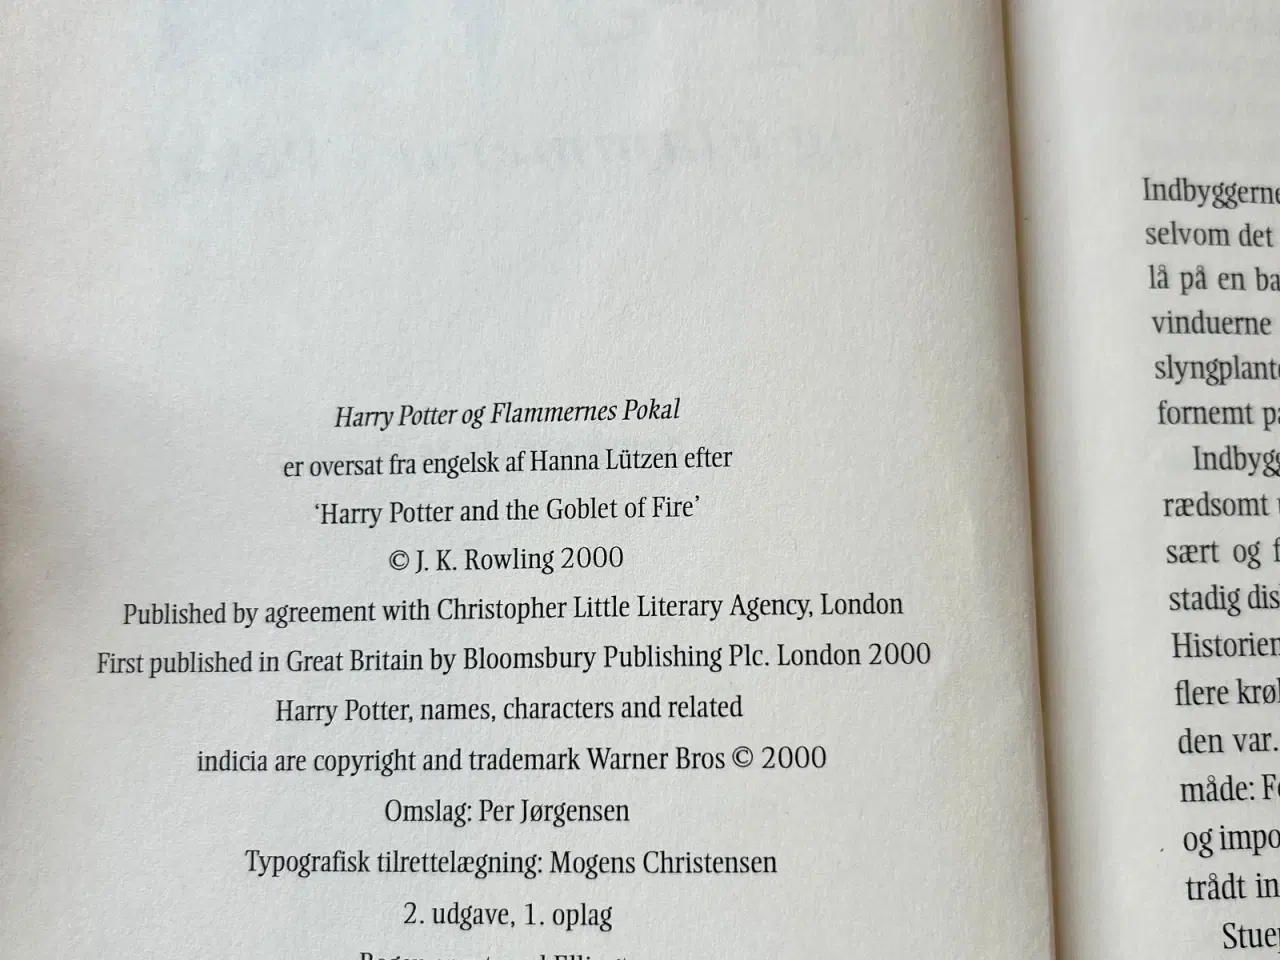 Harry Potter og Flammernes Pokal
er oversat fra engelsk af Hanna Lützen efter
‘Harry Potter and the Goblet of Fire’
© J. K. Rowling 2000
Published by agreement with Christopher Little Literary Agency, London
First published in Great Britain by Bloomsbury Publishing Plc. London 2000
Harry Potter, names, characters and related
indicia are copyright and trademark Warner Bros © 2000
Omslag: Per Jørgensen
Typografisk tilrettelægning: Mogens Christensen
2. udgave, 1. oplag
Indbyggerne
selvom det
lå på en
vinduerne
fornemt
rædsomt
sært og
stadig
Historien
flere
den var.
måde:
og
trådt